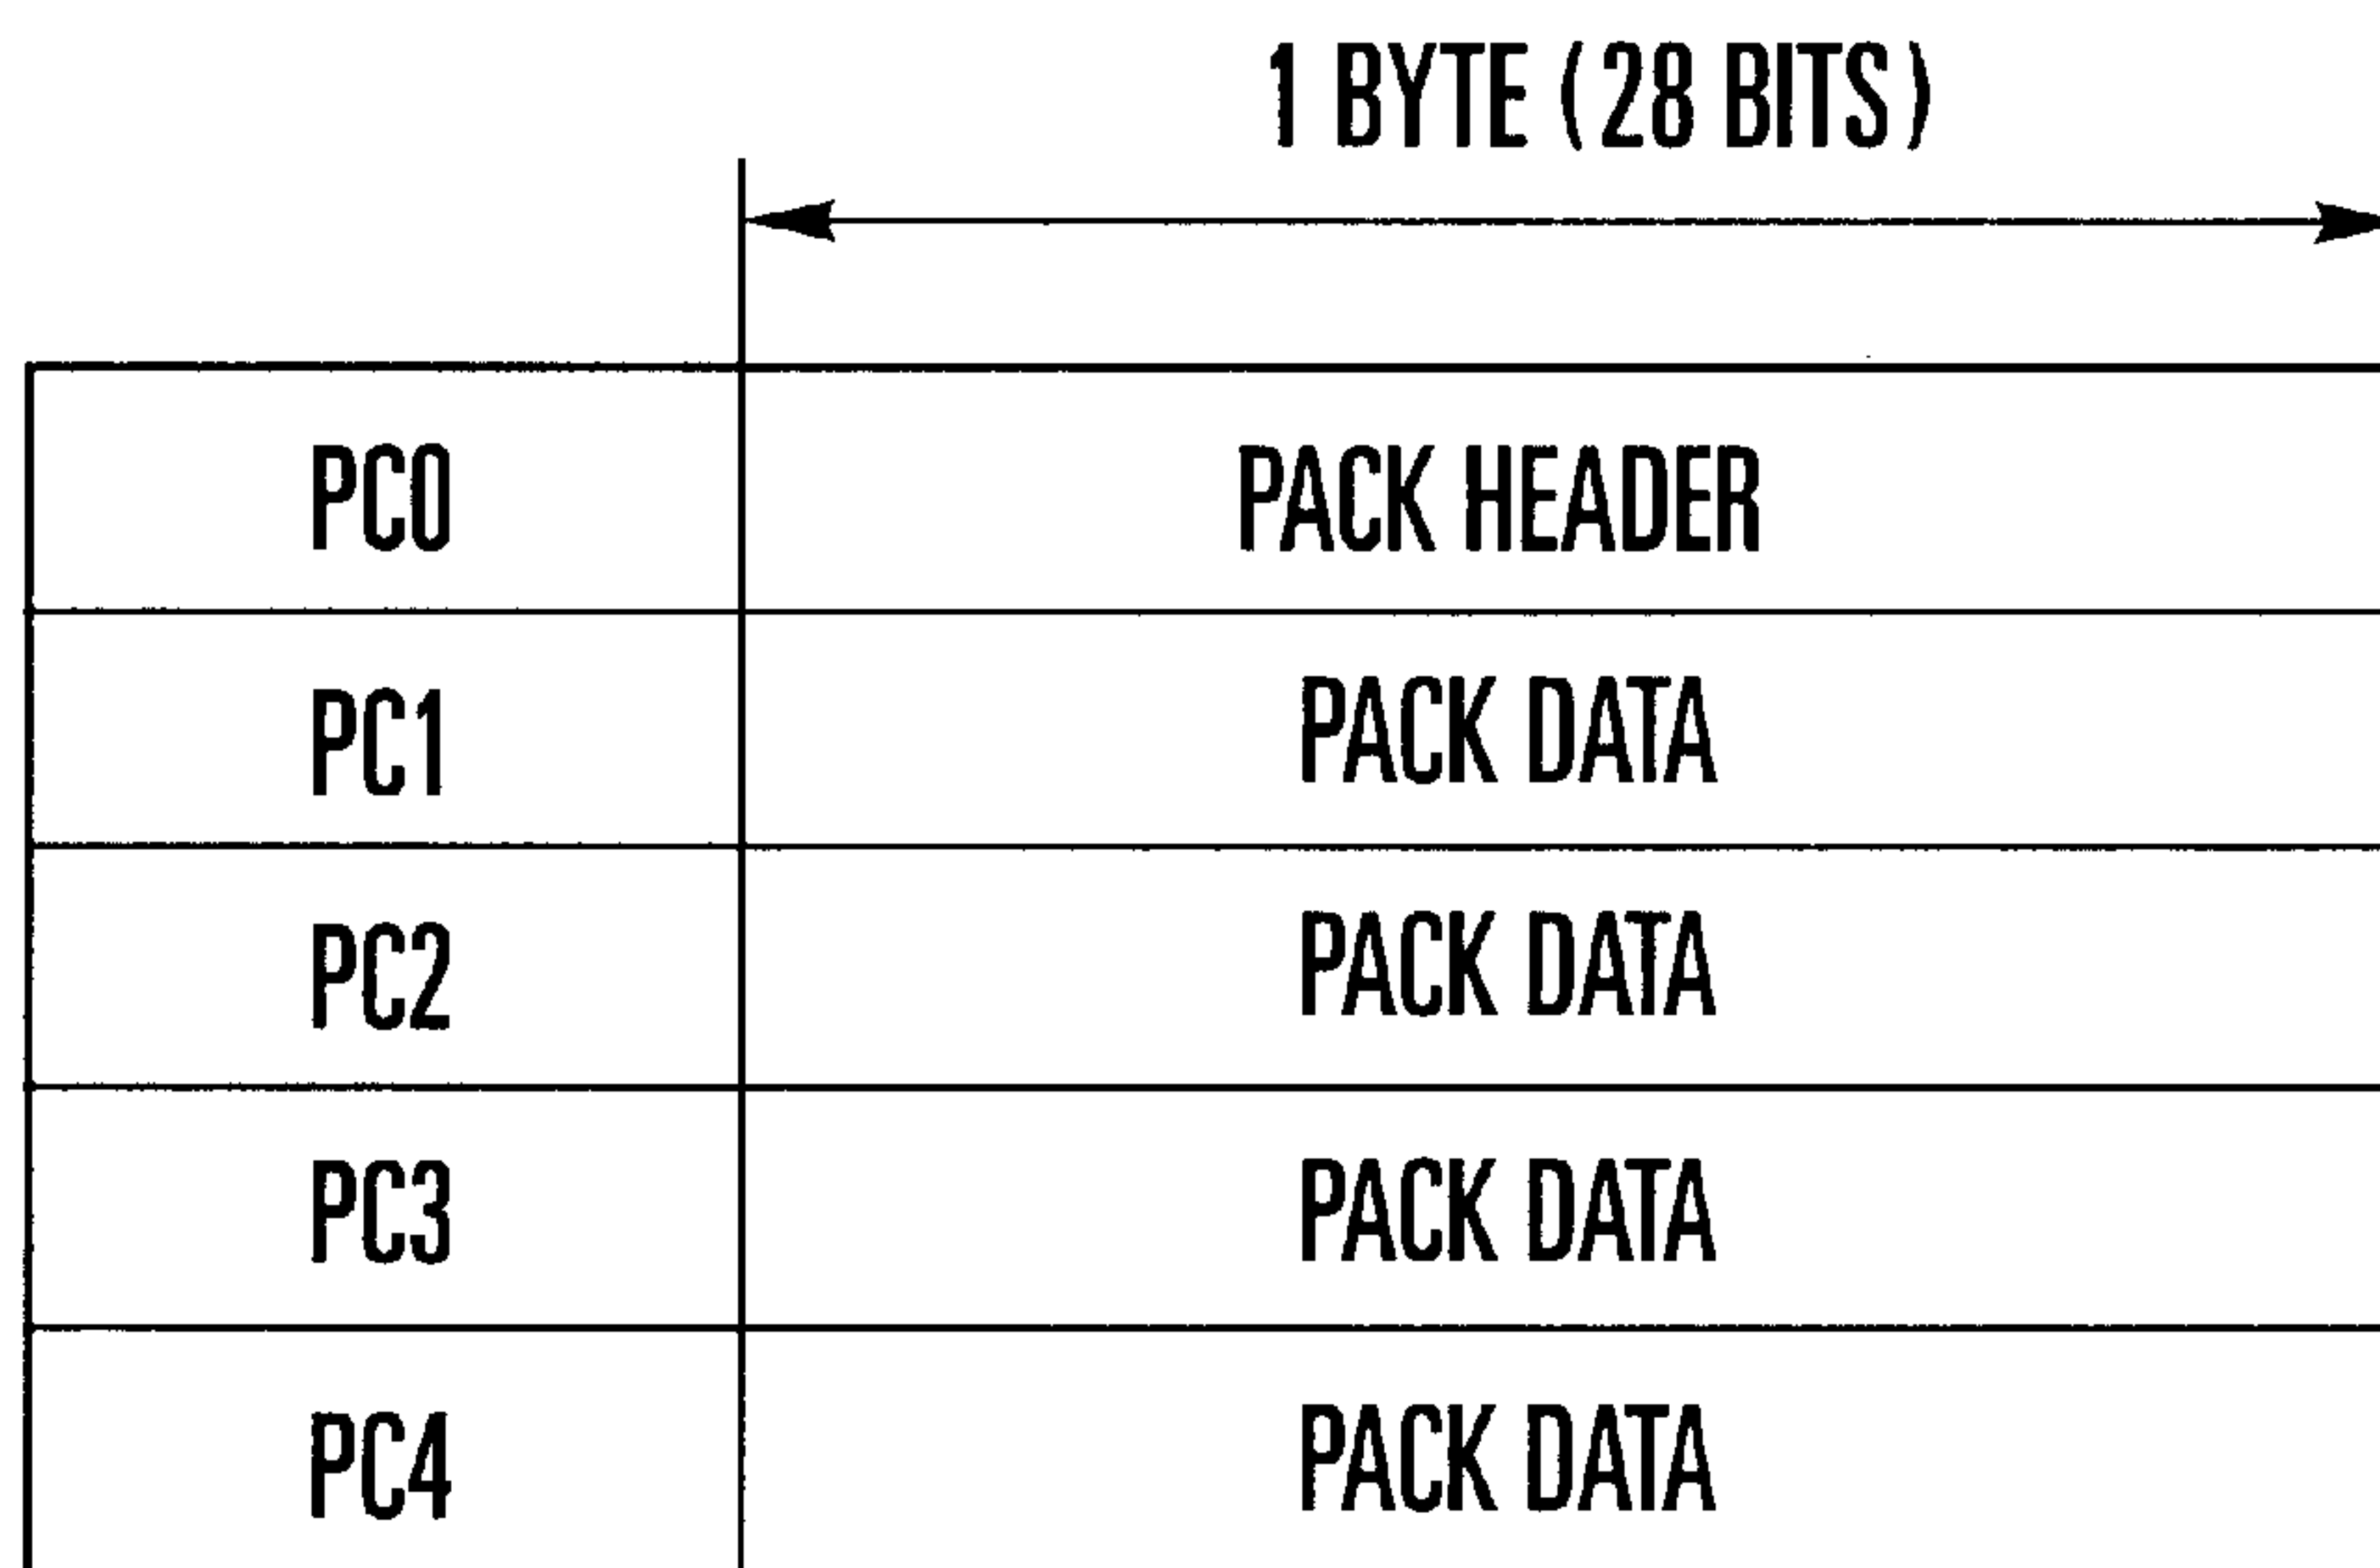 1 BYTE (28 BITS)
PC0 PACK HEADER
PC1 PACK DATA
PC2 PACK DATA
PC3 PACK DATA
PC4 PACK DATA